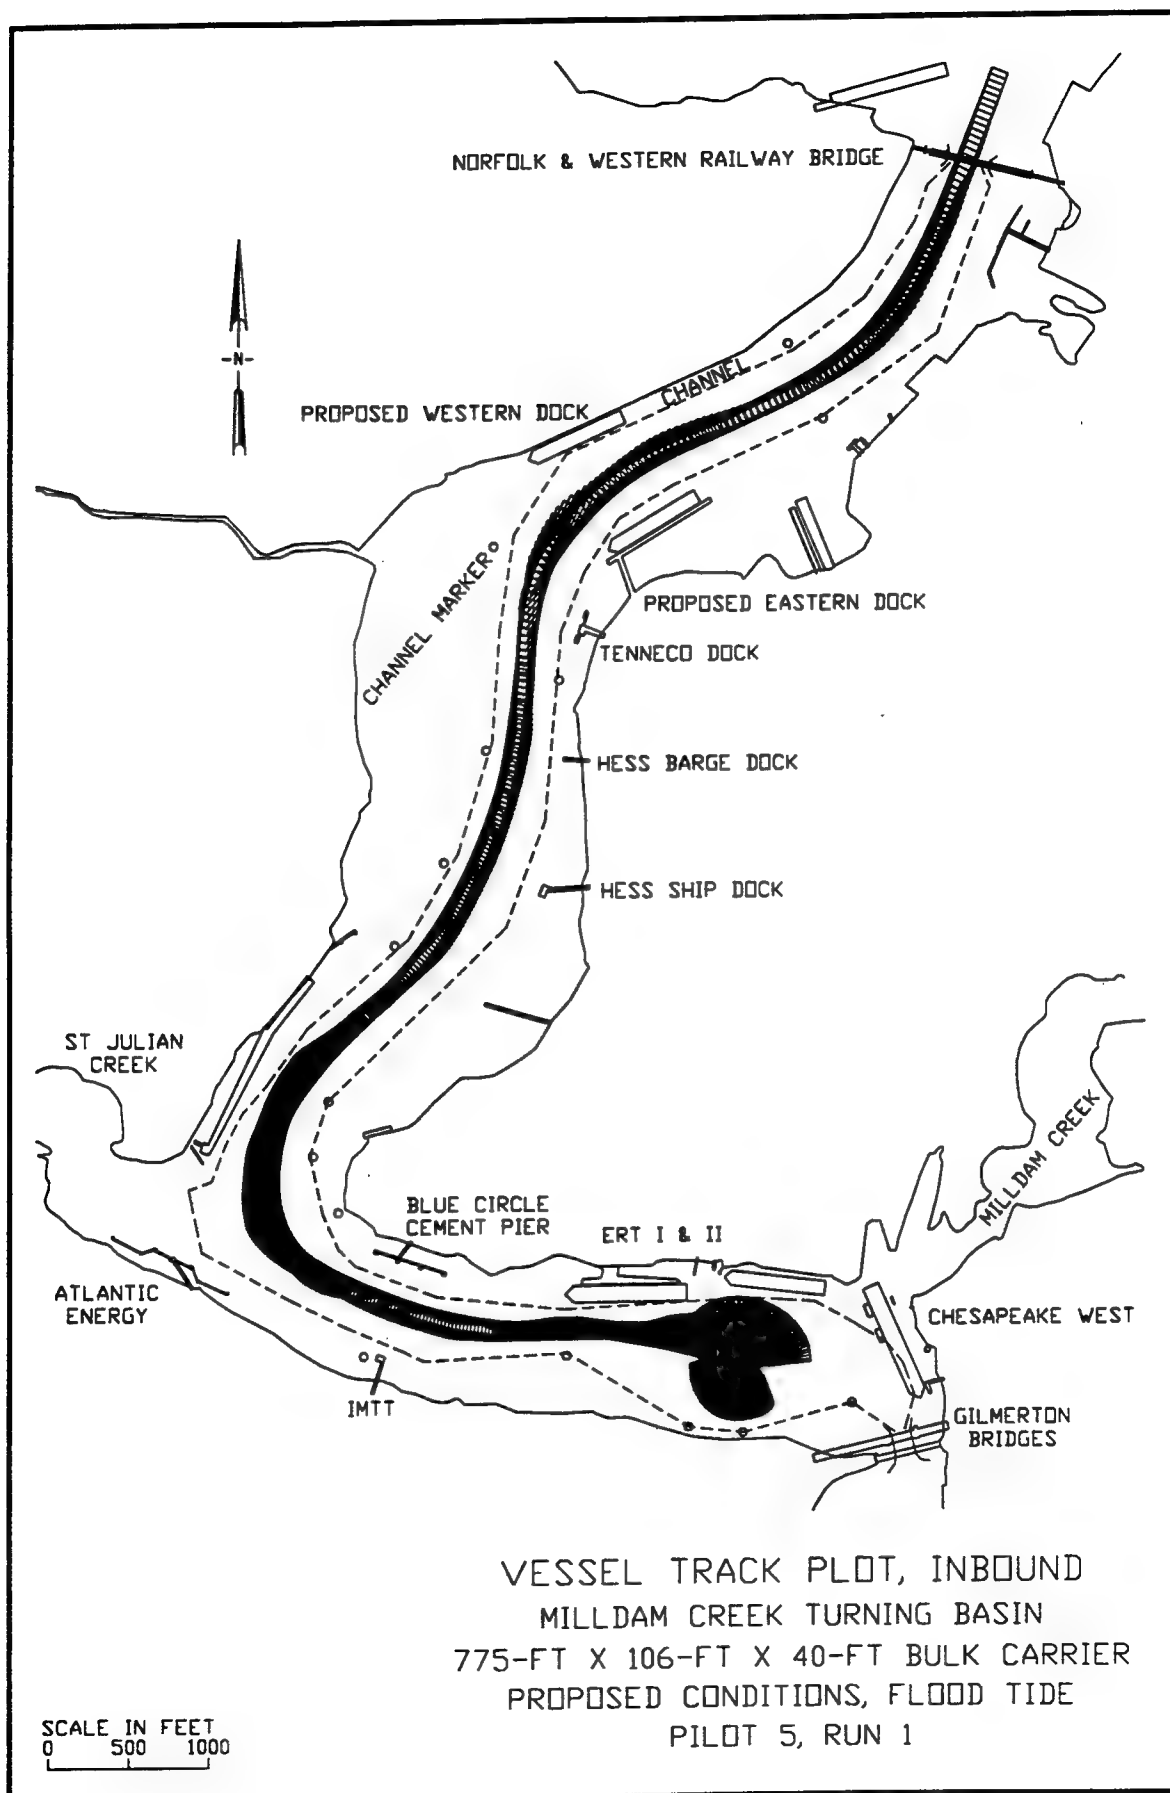 NORFOLK & WESTERN RAILWAY BRIDGE
-N-
CHANNEL
PROPOSED WESTERN DOCK
CHANNEL MARKER
PROPOSED EASTERN DOCK
TENNECO DOCK
HESS BARGE DOCK
HESS SHIP DOCK
ST JULIAN
CREEK
MILLDAM CREEK
BLUE CIRCLE
CEMENT PIER
ERT I & II
ATLANTIC
ENERGY
CHESAPEAKE WEST
IMTT
GILMERTON
BRIDGES
VESSEL TRACK PLOT, INBOUND
MILLDAM CREEK TURNING BASIN
775-FT X 106-FT X 40-FT BULK CARRIER
PROPOSED CONDITIONS, FLOOD TIDE
PILOT 5, RUN 1
SCALE IN FEET
0 500 1000